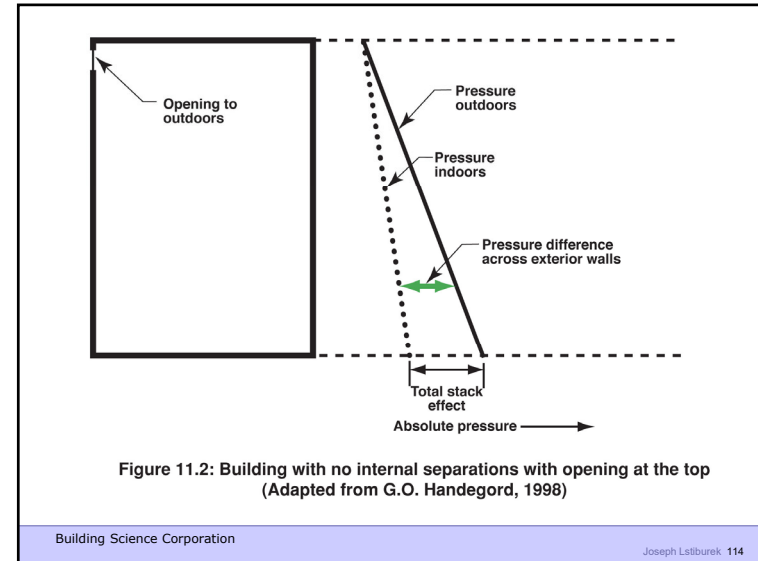 Opening to
outdoors
Pressure
outdoors
Pressure
indoors
Pressure difference
across exterior walls
Total stack
effect
Absolute pressure
Figure 11.2: Building with no internal separations with opening at the top
(Adapted from G.O. Handegord, 1998)
Building Science Corporation
Joseph Lstiburek 114